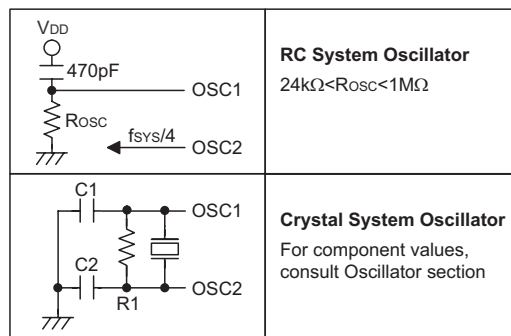 VDD
470pF
OSC1
ROSC
fSYS/4
OSC2
RC System Oscillator
24kΩ<ROSC<1MΩ
C1
OSC1
C2
R1
OSC2
Crystal System Oscillator
For component values,
consult Oscillator section